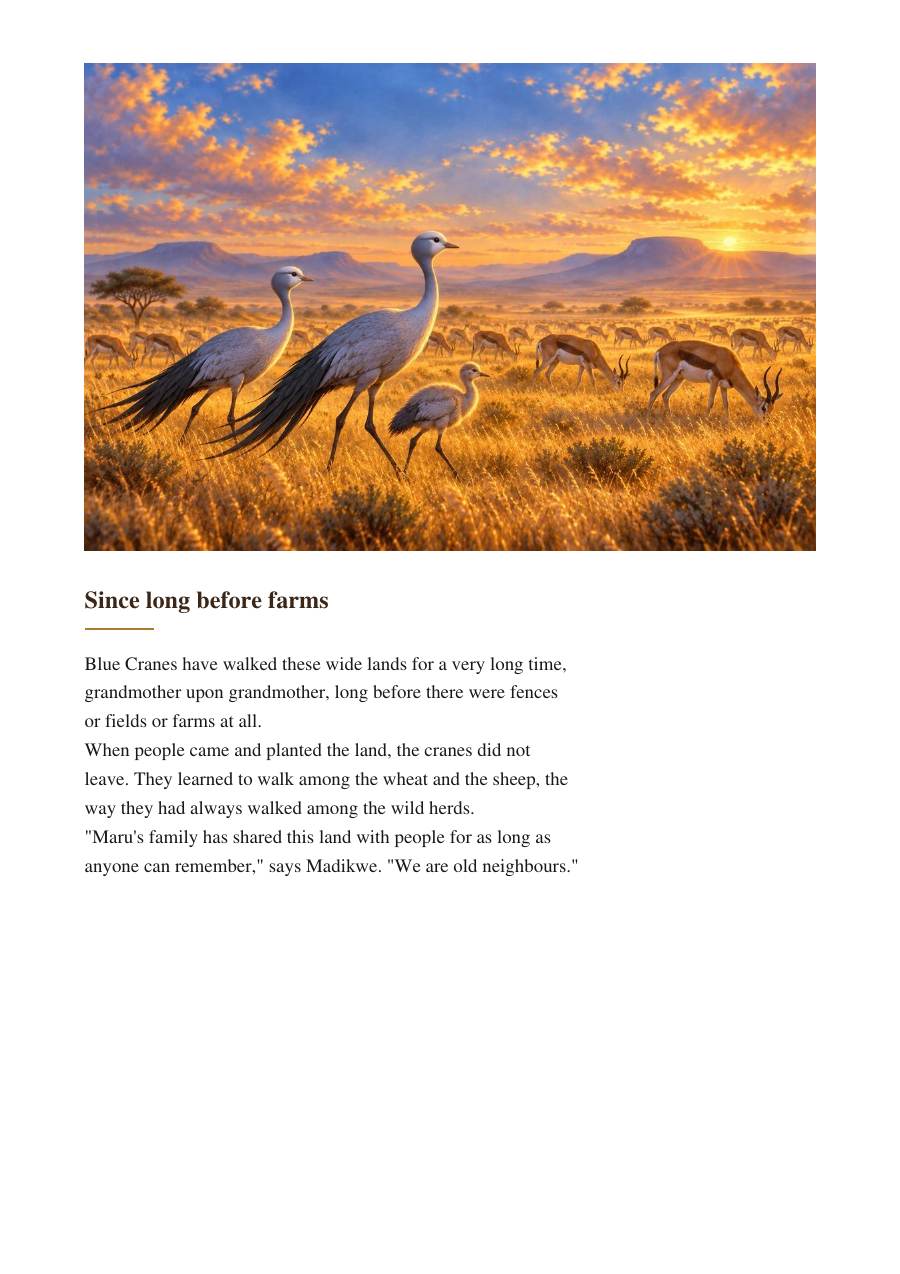 Since long before farms
Blue Cranes have walked these wide lands for a very long time,
grandmother upon grandmother, long before there were fences
or fields or farms at all.
When people came and planted the land, the cranes did not
leave. They learned to walk among the wheat and the sheep, the
way they had always walked among the wild herds.
"Maru's family has shared this land with people for as long as
anyone can remember," says Madikwe. "We are old neighbours."